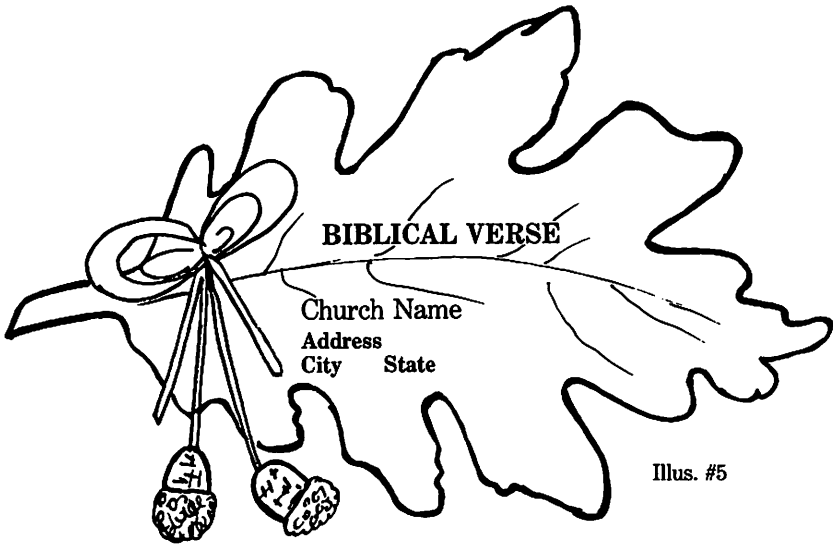 BIBLICAL VERSE
Church Name
Address
City State
Illus. #5